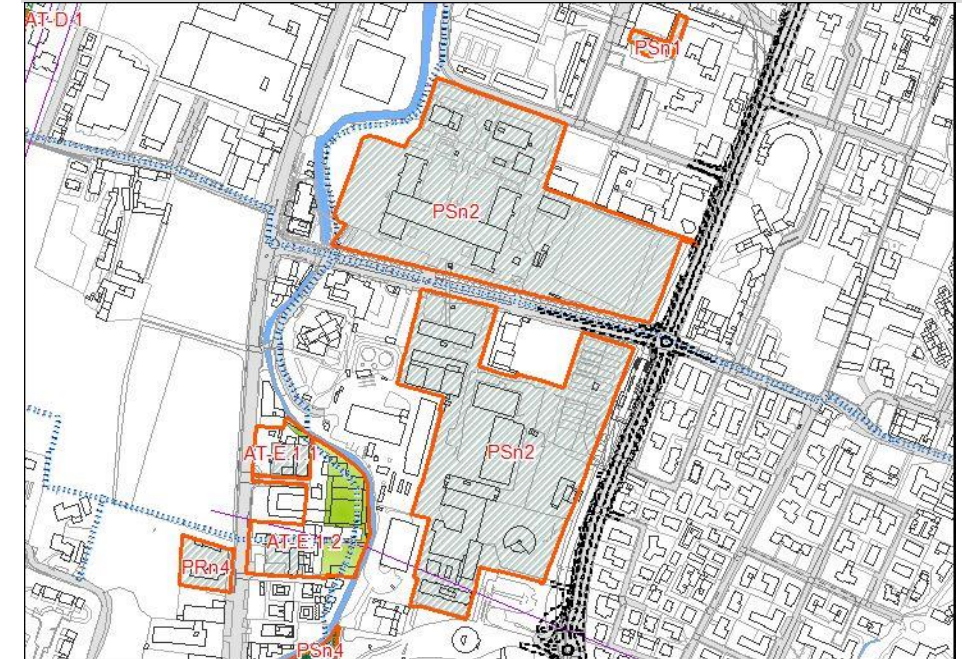 AT-D-1
PSn1
PSn2
PSn2
AT-E 1.1
AT-E 1 2
PRn4
PSn4